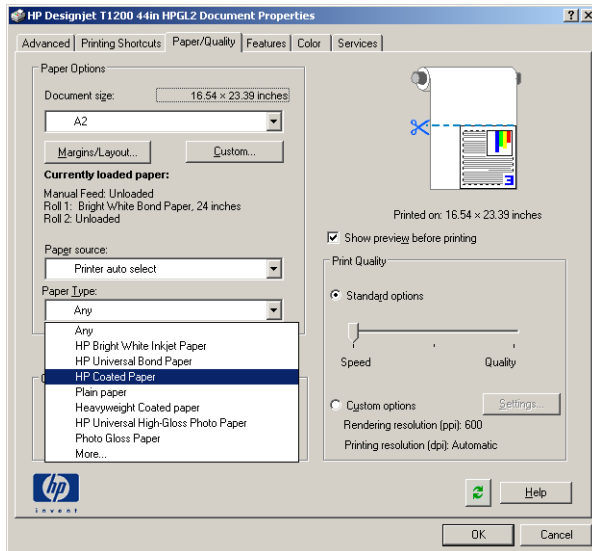 HP Designjet T1200 44in HPGL2 Document Properties
Advanced
Printing Shortcuts
Paper/Quality
Features
Color
Services
Paper Options
Document size:
16.54 × 23.39 inches
A2
Margins/Layout...
Custom...
Currently loaded paper:
Manual Feed: Unloaded
Roll 1: Bright White Bond Paper, 24 inches
Roll 2: Unloaded
Paper source:
Printer auto select
Paper Type:
Any
Any
HP Bright White Inkjet Paper
HP Universal Bond Paper
HP Coated Paper
Plain paper
Heavyweight Coated paper
HP Universal High-Gloss Photo Paper
Photo Gloss Paper
More...
3
Printed on: 16.54 × 23.39 inches
Show preview before printing
Print Quality
Standard options
Speed
Quality
Custom options
Settings...
Rendering resolution (ppi): 600
Printing resolution (dpi): Automatic
hp
invent
Help
OK
Cancel